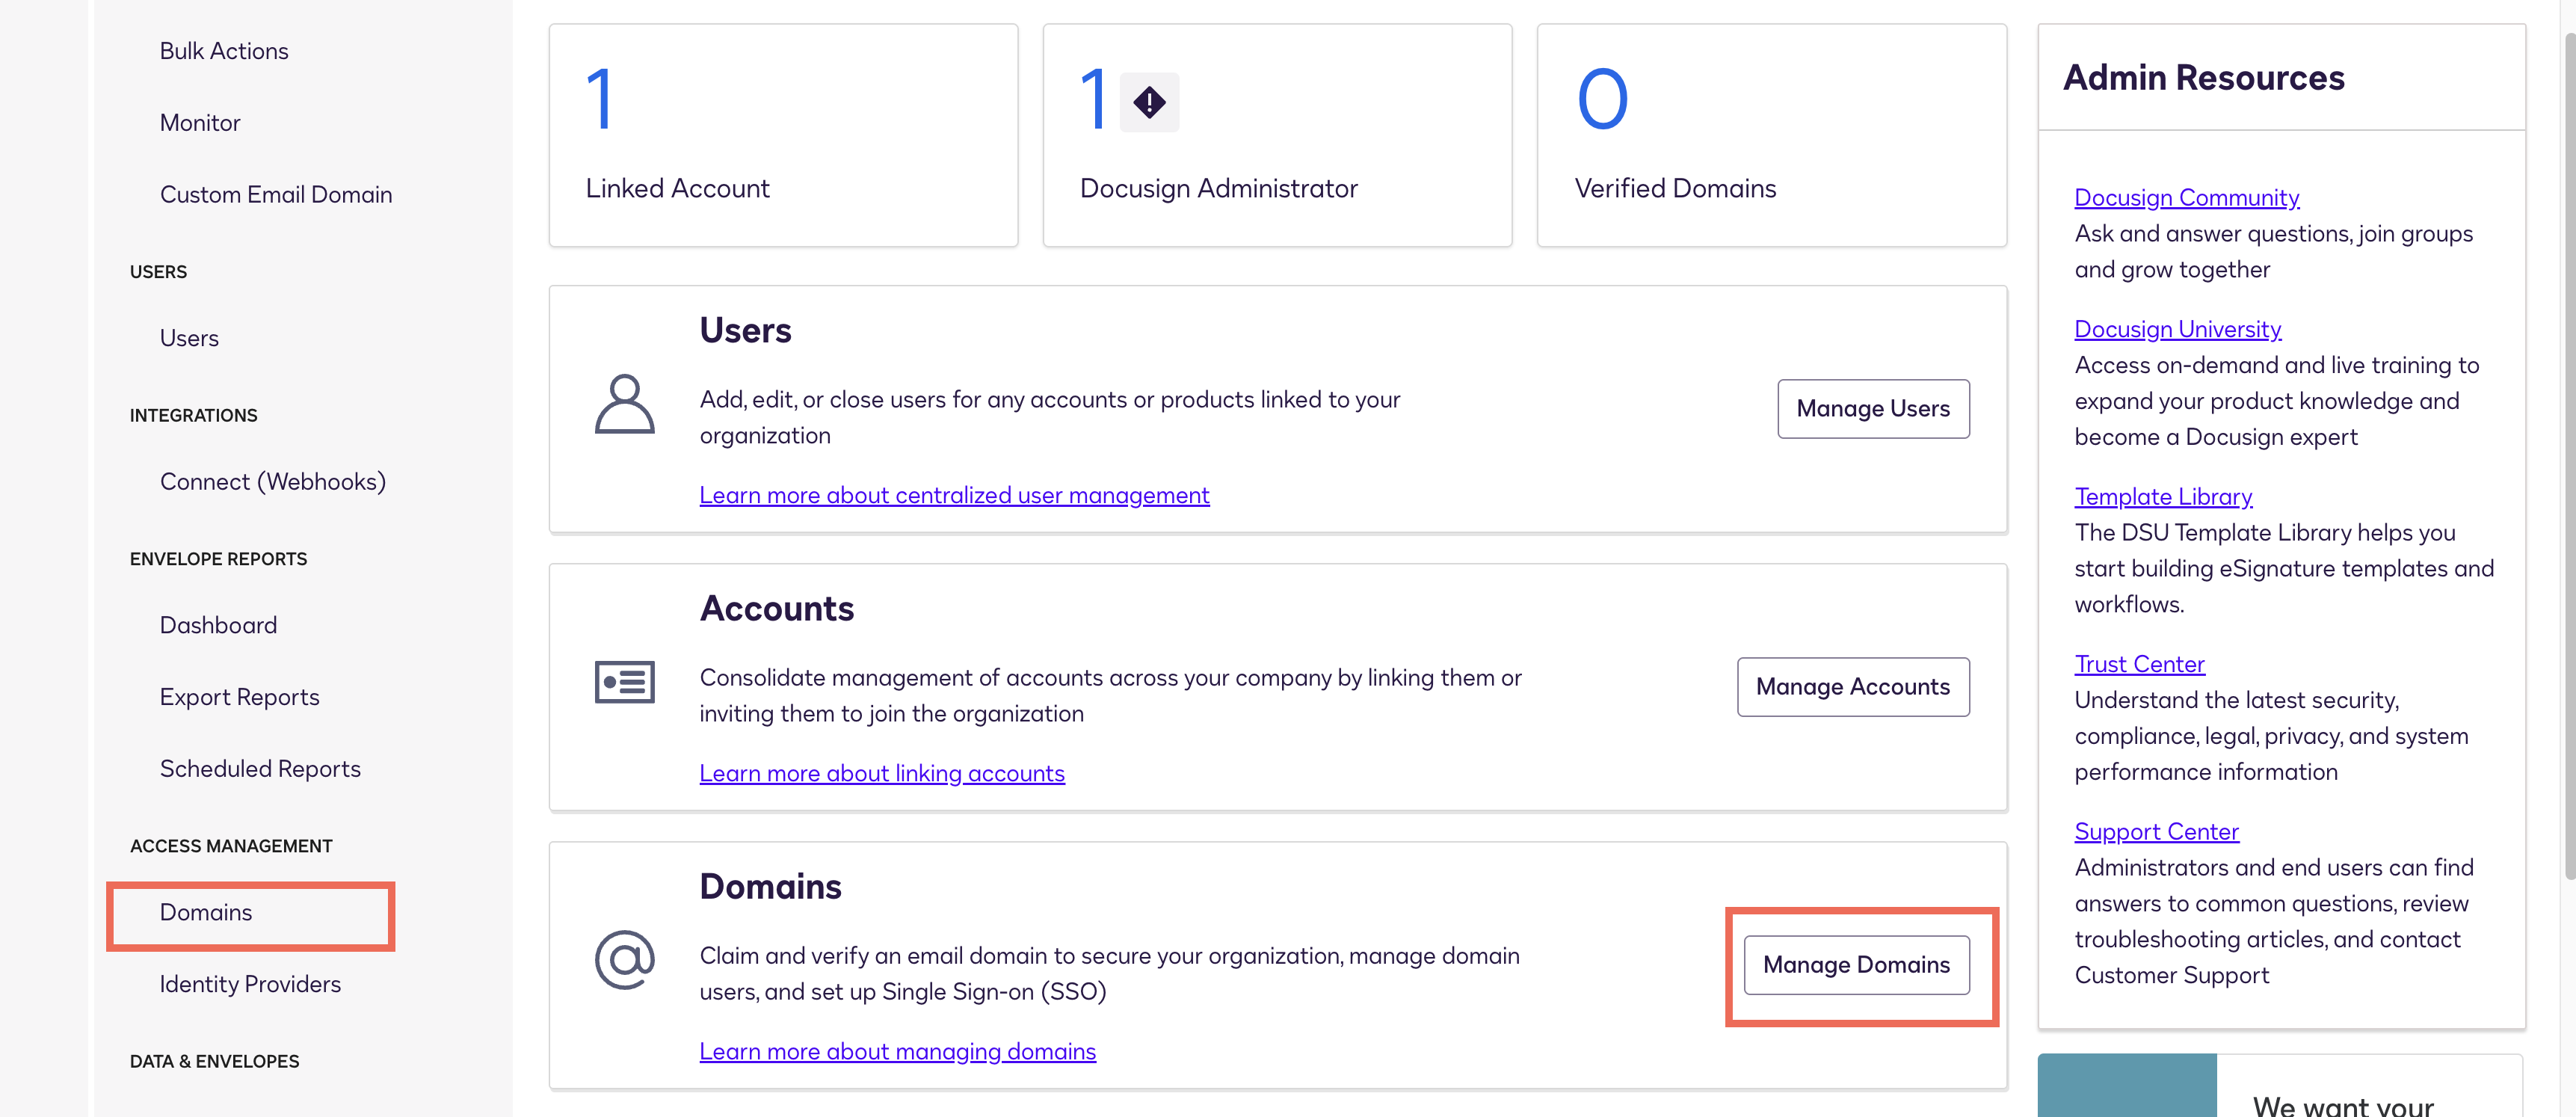 Bulk Actions
Monitor
Custom Email Domain
USERS
Users
INTEGRATIONS
Connect (Webhooks)
ENVELOPE REPORTS
Dashboard
Export Reports
Scheduled Reports
ACCESS MANAGEMENT
Domains
Identity Providers
DATA & ENVELOPES
1
Linked Account
1
Docusign Administrator
0
Verified Domains
Users
Add, edit, or close users for any accounts or products linked to your
organization
Learn more about centralized user management
Manage Users
Accounts
Consolidate management of accounts across your company by linking them or
inviting them to join the organization
Learn more about linking accounts
Manage Accounts
Domains
Claim and verify an email domain to secure your organization, manage domain
users, and set up Single Sign-on (SSO)
Learn more about managing domains
Manage Domains
Admin Resources
Docusign Community
Ask and answer questions, join groups
and grow together
Docusign University
Access on-demand and live training to
expand your product knowledge and
become a Docusign expert
Template Library
The DSU Template Library helps you
start building eSignature templates and
workflows.
Trust Center
Understand the latest security,
compliance, legal, privacy, and system
performance information
Support Center
Administrators and end users can find
answers to common questions, review
troubleshooting articles, and contact
Customer Support
We want your